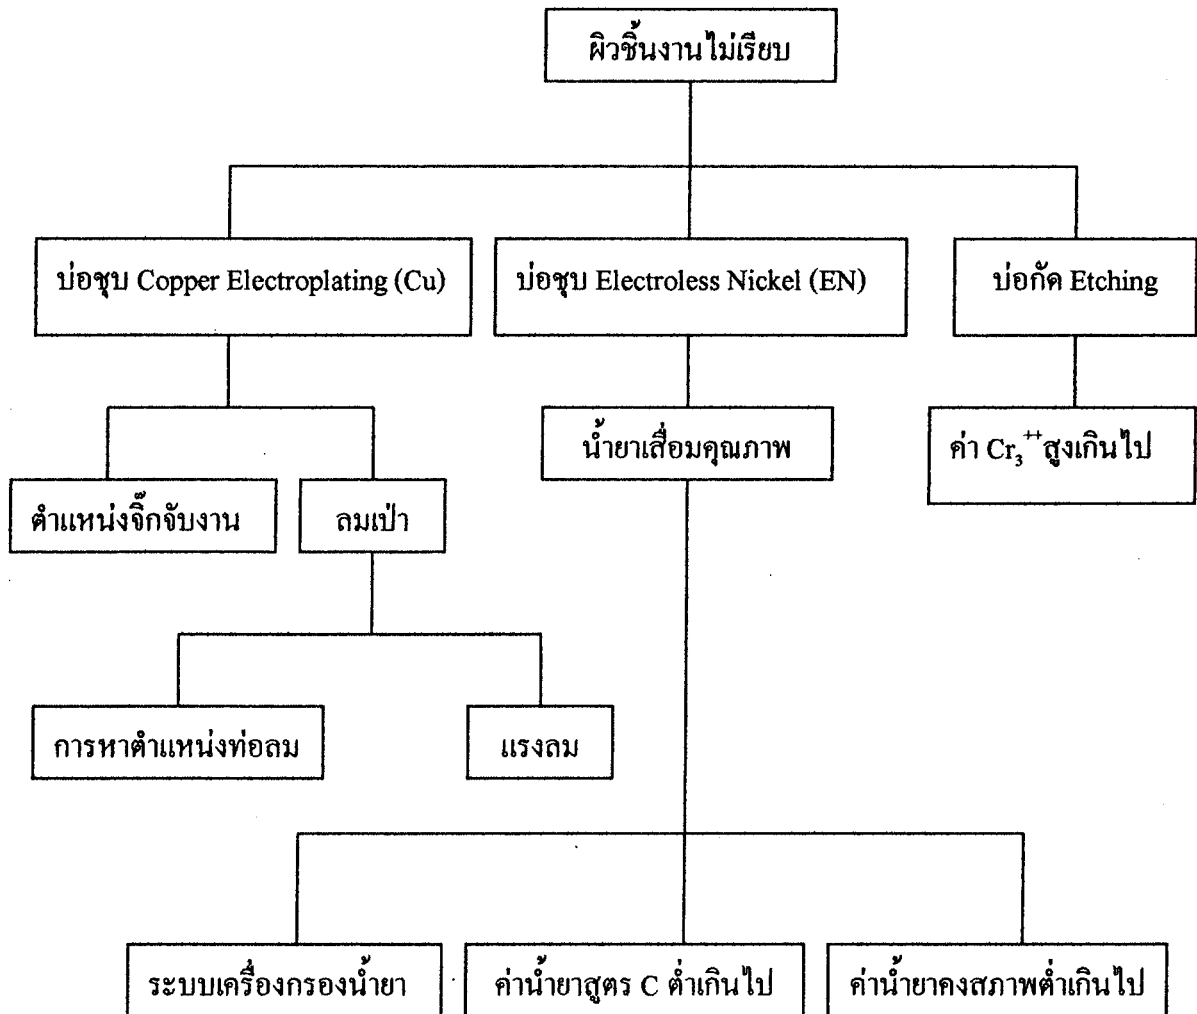 ผิวชิ้นงานไม่เรียบ
บ่อชุบ Copper Electroplating (Cu)
บ่อชุบ Electroless Nickel (EN)
บ่อกัด Etching
น้ำยาเสื่อมคุณภาพ
ค่า Cr₃⁺⁺สูงเกินไป
ตำแหน่งจิ๊กจับงาน
ลมเป่า
การหาตำแหน่งท่อลม
แรงลม
ระบบเครื่องกรองน้ำยา
ค่าน้ำยาสูตร C ต่ำเกินไป
ค่าน้ำยาคงสภาพต่ำเกินไป